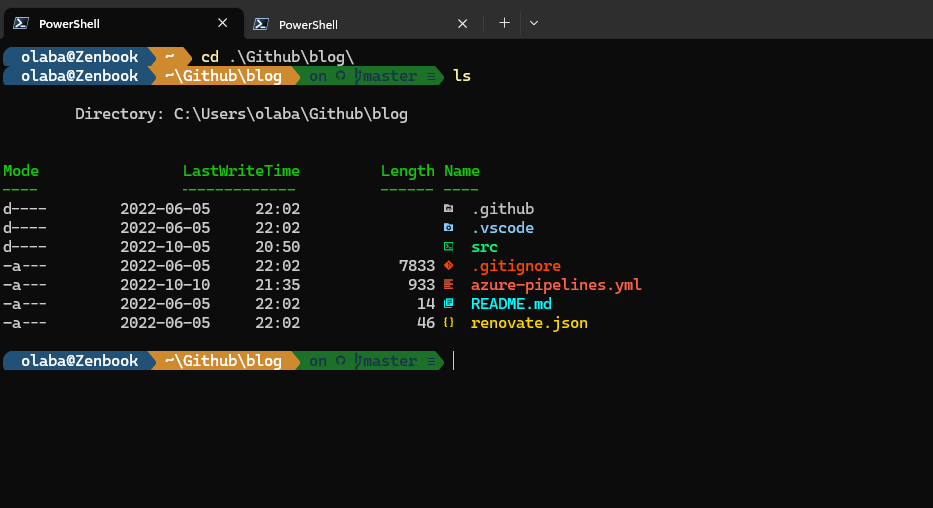 PowerShell
PowerShell
olaba@Zenbook ~ cd .\Github\blog\
olaba@Zenbook ~\Github\blog on master ≡ ls
Directory: C:\Users\olaba\Github\blog
Mode LastWriteTime Length Name
---- ------------- ------ ----
d---- 2022-06-05 22:02 .github
d---- 2022-06-05 22:02 .vscode
d---- 2022-10-05 20:50 src
-a--- 2022-06-05 22:02 7833 .gitignore
-a--- 2022-10-10 21:35 933 azure-pipelines.yml
-a--- 2022-06-05 22:02 14 README.md
-a--- 2022-06-05 22:02 46 renovate.json
olaba@Zenbook ~\Github\blog on master ≡